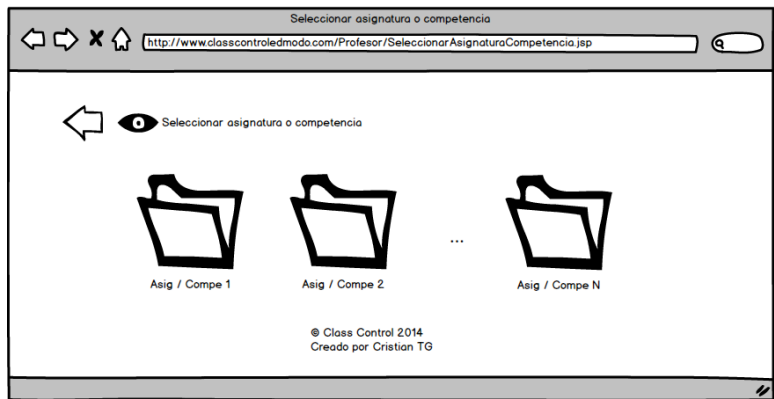 Seleccionar asignatura o competencia
http://www.classcontroledmodo.com/Profesor/SeleccionarAsignaturaCompetencia.jsp
Seleccionar asignatura o competencia
...
Asig / Compe 1
Asig / Compe 2
Asig / Compe N
© Class Control 2014
Creado por Cristian TG